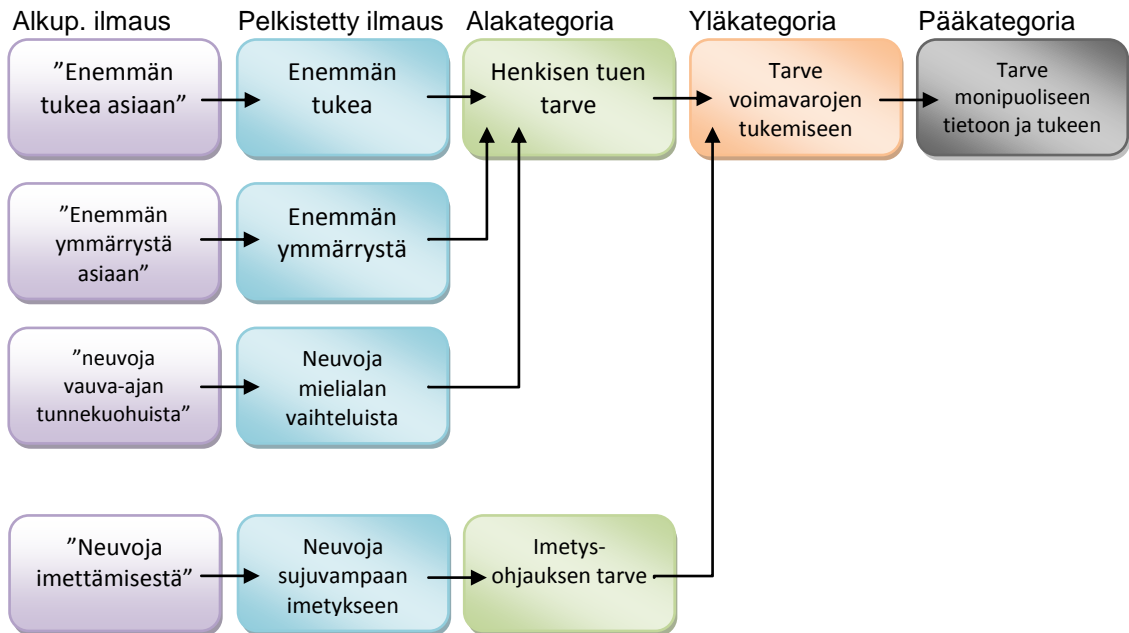 Alkup. ilmaus Pelkistetty ilmaus Alakategoria Yläkategoria Pääkategoria
”Enemmän
tukea asiaan”
Enemmän
tukea
Henkisen tuen
tarve
Tarve
voimavarojen
tukemiseen
Tarve
monipuoliseen
tietoon ja tukeen
”Enemmän
ymmärrystä
asiaan”
Enemmän
ymmärrystä
”neuvoja
vauva-ajan
tunnekuohuista”
Neuvoja
mielialan
vaihteluista
”Neuvoja
imettämisestä”
Neuvoja
sujuvampaan
imetykseen
Imetys-
ohjauksen tarve